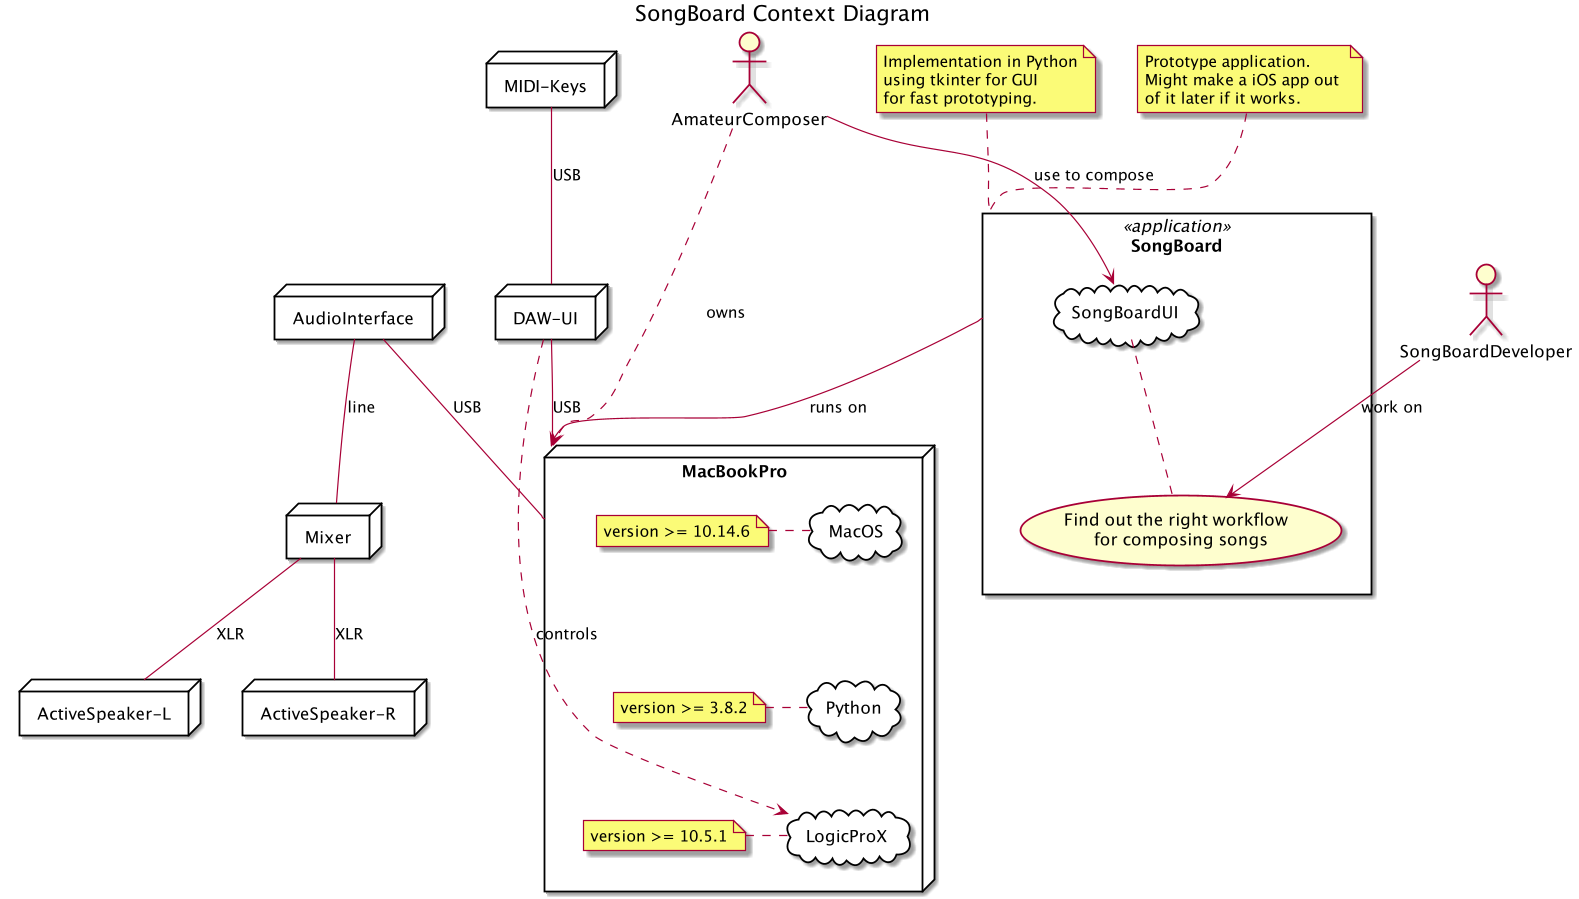 SongBoard Context Diagram
MIDI-Keys
AmateurComposer
Implementation in Python
using tkinter for GUI
for fast prototyping.
Prototype application.
Might make a iOS app out
of it later if it works.
USB
use to compose
«application»
SongBoard
AudioInterface
DAW-UI
owns
SongBoardUI
SongBoardDeveloper
line
USB
USB
runs on
work on
MacBookPro
Mixer
version >= 10.14.6
MacOS
Find out the right workflow
for composing songs
XLR
XLR
controls
ActiveSpeaker-L
ActiveSpeaker-R
version >= 3.8.2
Python
version >= 10.5.1
LogicProX